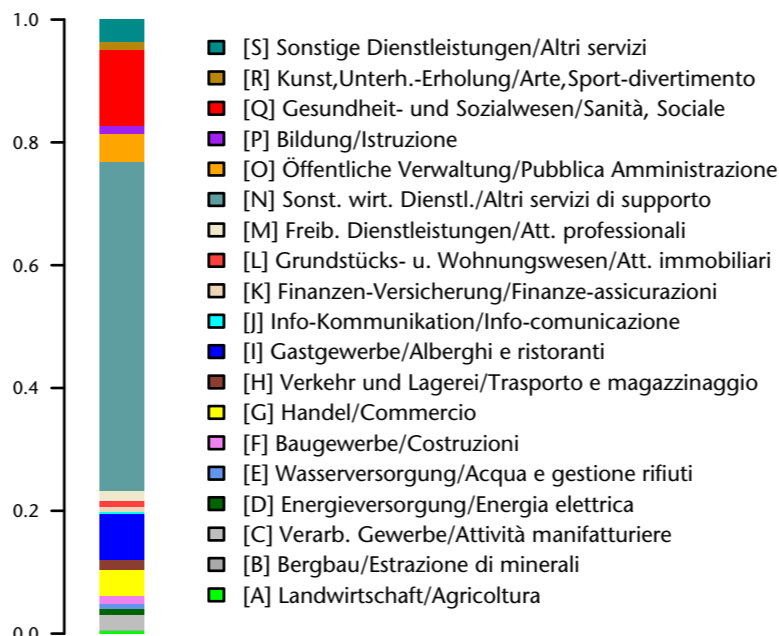 1.0
0.8
0.6
0.4
0.2
0.0
[S] Sonstige Dienstleistungen/Altri servizi
[R] Kunst,Unterh.-Erholung/Arte,Sport-divertimento
[Q] Gesundheit- und Sozialwesen/Sanità, Sociale
[P] Bildung/Istruzione
[O] Öffentliche Verwaltung/Pubblica Amministrazione
[N] Sonst. wirt. Dienstl./Altri servizi di supporto
[M] Freib. Dienstleistungen/Att. professionali
[L] Grundstücks- u. Wohnungswesen/Att. immobiliari
[K] Finanzen-Versicherung/Finanze-assicurazioni
[J] Info-Kommunikation/Info-comunicazione
[I] Gastgewerbe/Alberghi e ristoranti
[H] Verkehr und Lagerei/Trasporto e magazzinaggio
[G] Handel/Commercio
[F] Baugewerbe/Costruzioni
[E] Wasserversorgung/Acqua e gestione rifiuti
[D] Energieversorgung/Energia elettrica
[C] Verarb. Gewerbe/Attività manifatturiere
[B] Bergbau/Estrazione di minerali
[A] Landwirtschaft/Agricoltura